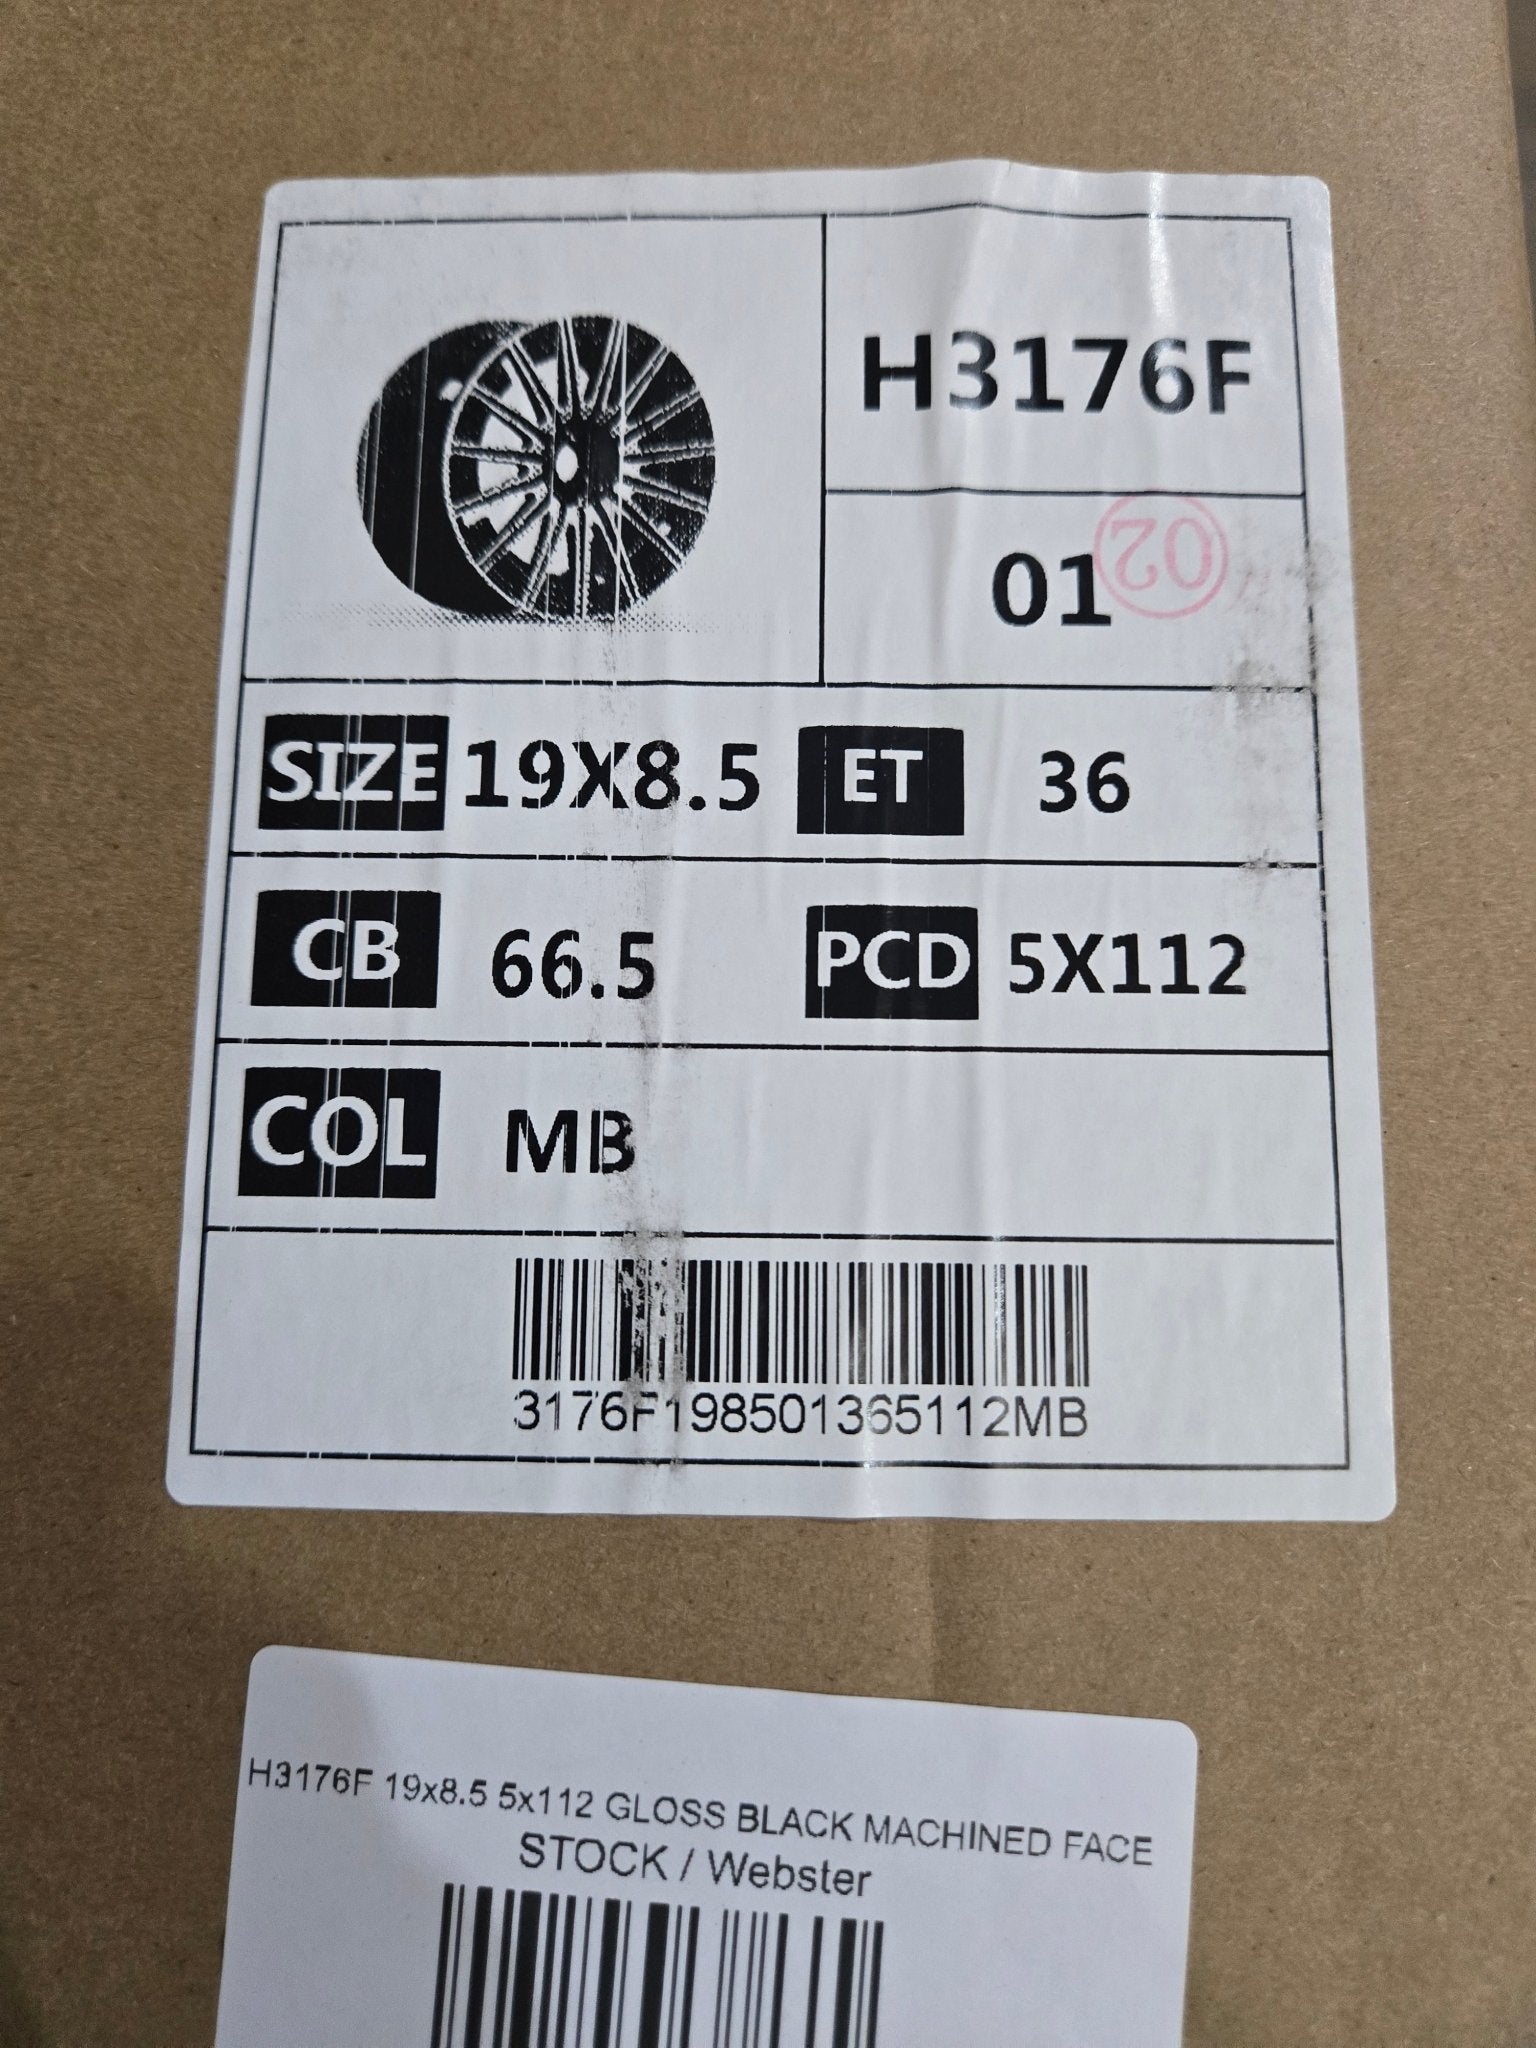 H3176F
01
02
SIZE 19X8.5 ET 36
CB 66.5 PCD 5X112
COL MB
3176F198501365112MB
H3176F 19x8.5 5x112 GLOSS BLACK MACHINED FACE
STOCK / Webster